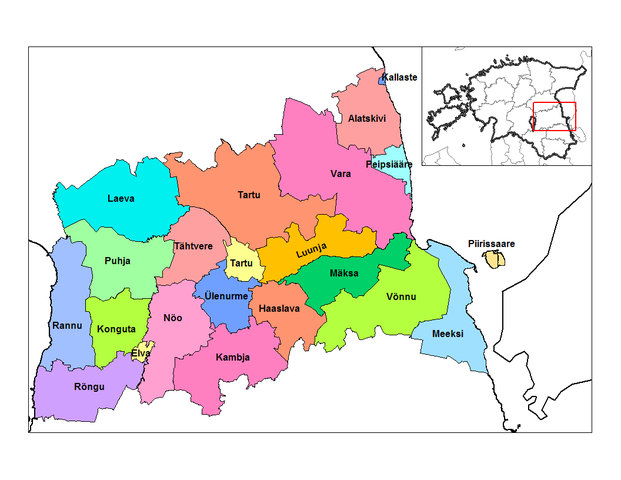 Kallaste
Alatskivi
Peipsiääre
Vara
Tartu
Laeva
Piirissaare
Tähtvere
Luunja
Puhja
Tartu
Mäksa
Ülenurme
Võnnu
Haaslava
Nõo
Rannu
Konguta
Meeksi
Elva
Kambja
Rõngu